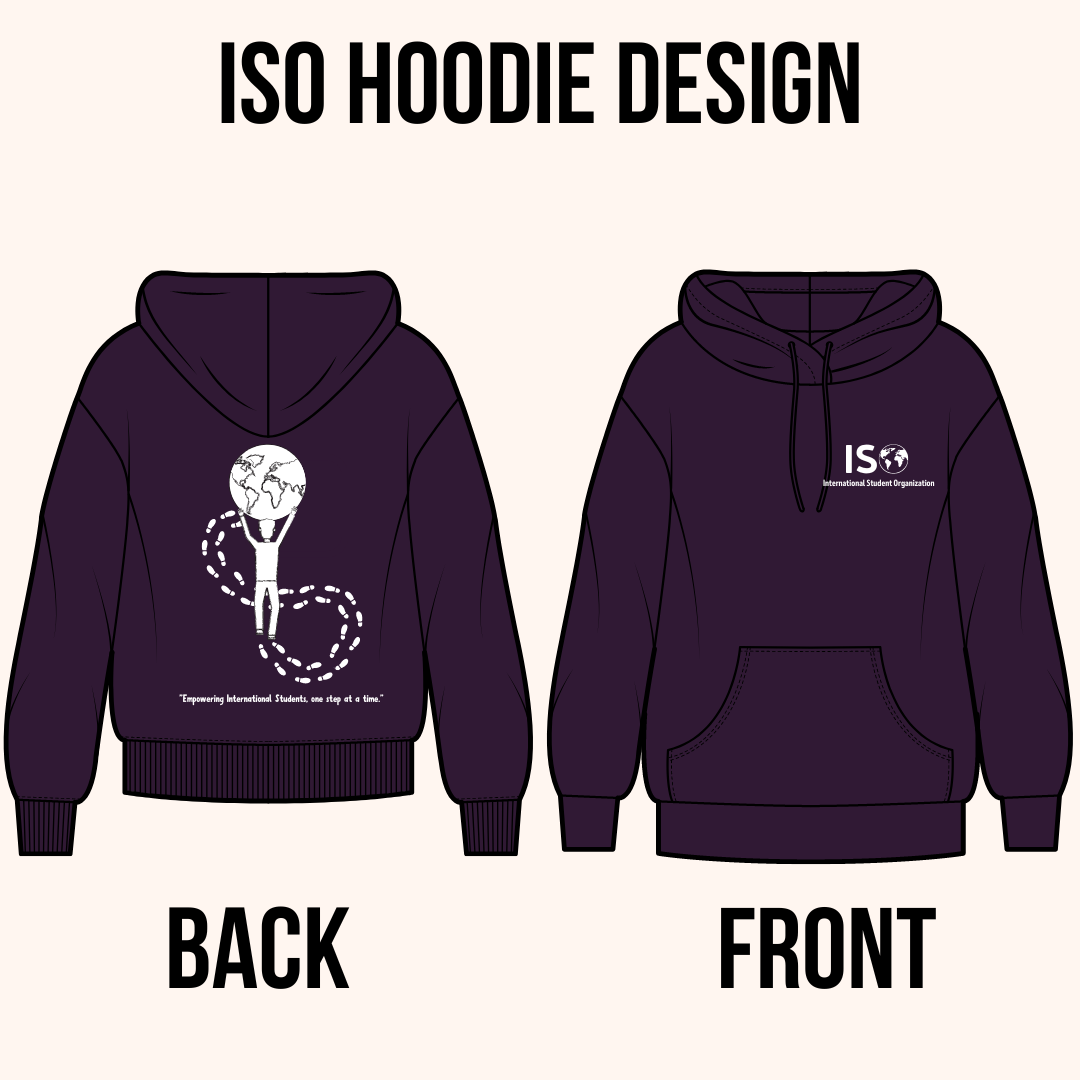 ISO HOODIE DESIGN
ISO
International Student Organization
"Empowering International Students, one step at a time."
BACK
FRONT